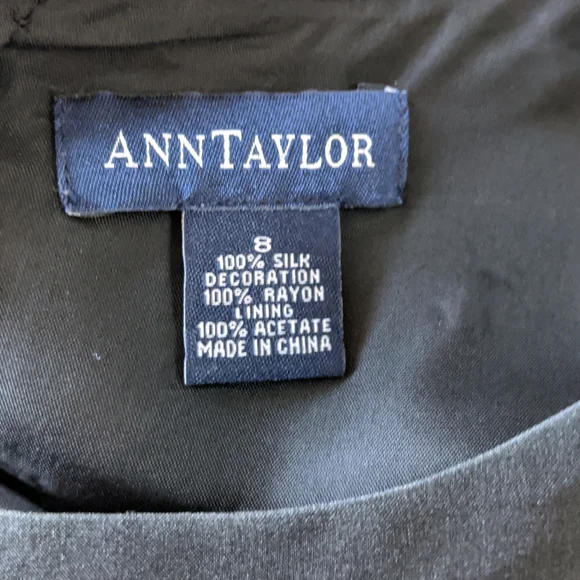 ANNTAYLOR
8
100% SILK
DECORATION
100% RAYON
LINING
100% ACETATE
MADE IN CHINA